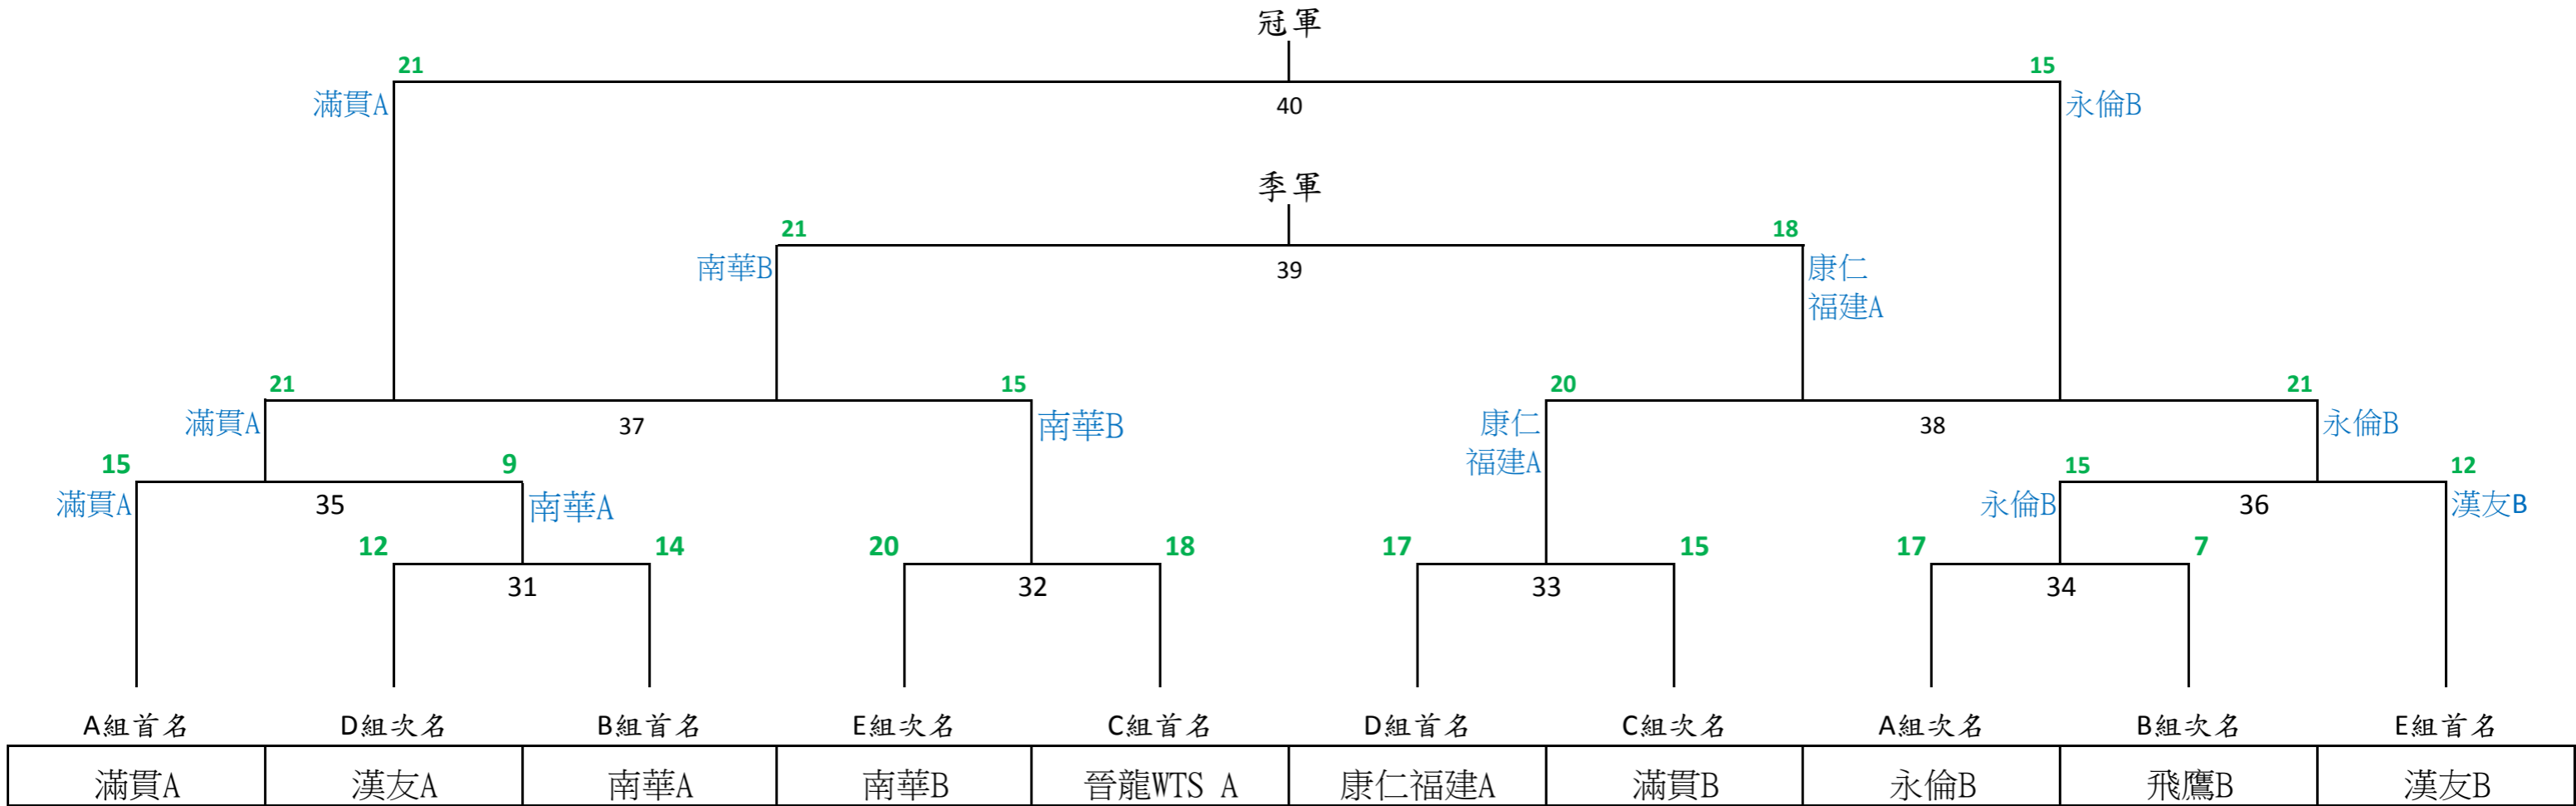 冠軍
21 15
滿貫A 40 永倫B
季軍
21 18
南華B 39 康仁
福建A
21 15 20 21
滿貫A 37 南華B 康仁 38 永倫B
福建A
15 9 15 12
滿貫A 35 南華A 永倫B 36 漢友B
12 14 20 18 17 15 17 7
31 32 33 34
A組首名 D組次名 B組首名 E組次名 C組首名 D組首名 C組次名 A組次名 B組次名 E組首名
滿貫A 漢友A 南華A 南華B 晉龍WTS A 康仁福建A 滿貫B 永倫B 飛鷹B 漢友B